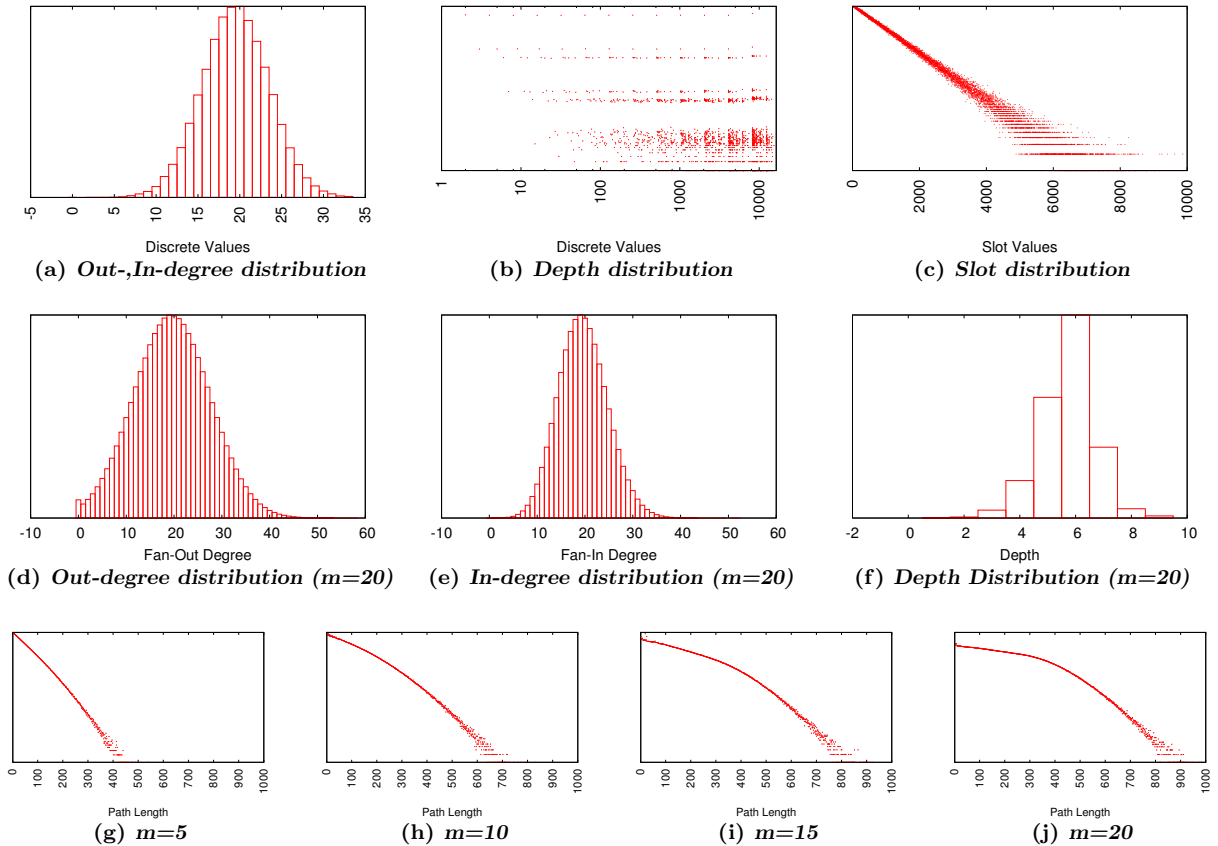 -5 0 5 10 15 20 25 30 35
Discrete Values
(a) Out-,In-degree distribution
1 10 100 1000 10000
Discrete Values
(b) Depth distribution
0 2000 4000 6000 8000 10000
Slot Values
(c) Slot distribution
-10 0 10 20 30 40 50 60
Fan-Out Degree
(d) Out-degree distribution (m=20)
-10 0 10 20 30 40 50 60
Fan-In Degree
(e) In-degree distribution (m=20)
-2 0 2 4 6 8 10
Depth
(f) Depth Distribution (m=20)
0 100 200 300 400 500 600 700 800 900 1000
Path Length
(g) m=5
0 100 200 300 400 500 600 700 800 900 1000
Path Length
(h) m=10
0 100 200 300 400 500 600 700 800 900 1000
Path Length
(i) m=15
0 100 200 300 400 500 600 700 800 900 1000
Path Length
(j) m=20